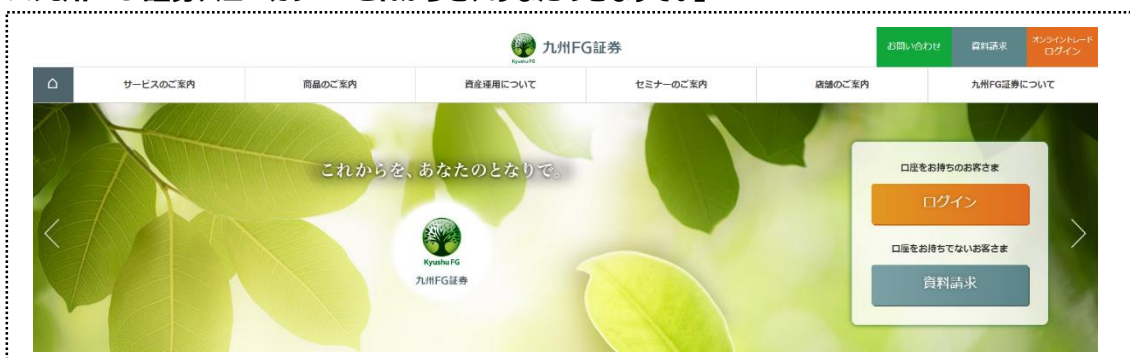 九州FG証券
Kyushu FG
お問い合わせ
資料請求
オンライントレード
ログイン
サービスのご案内
商品のご案内
資産運用について
セミナーのご案内
店舗のご案内
九州FG証券について
これからを、あなたのとなりで。
Kyushu FG
九州FG証券
口座をお持ちのお客さま
ログイン
口座をお持ちでないお客さま
資料請求